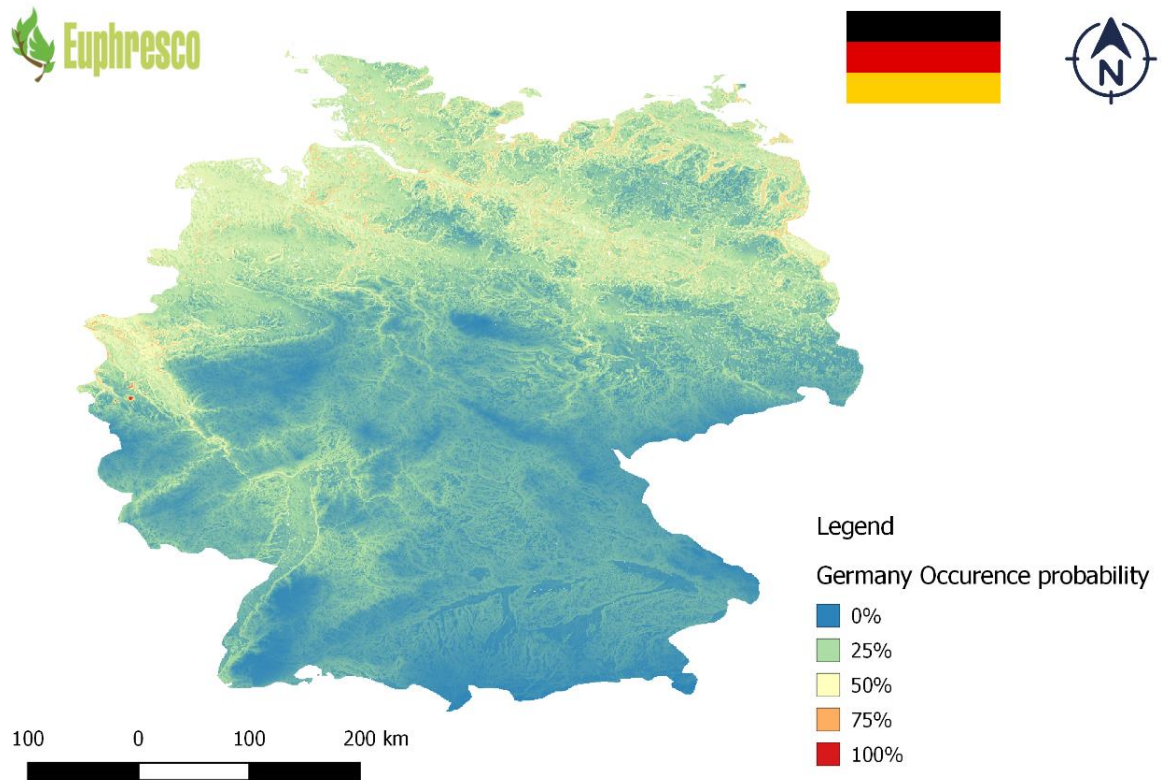 Euphresco
N
Legend
Germany Occurence probability
0%
25%
50%
75%
100%
100 0 100 200 km